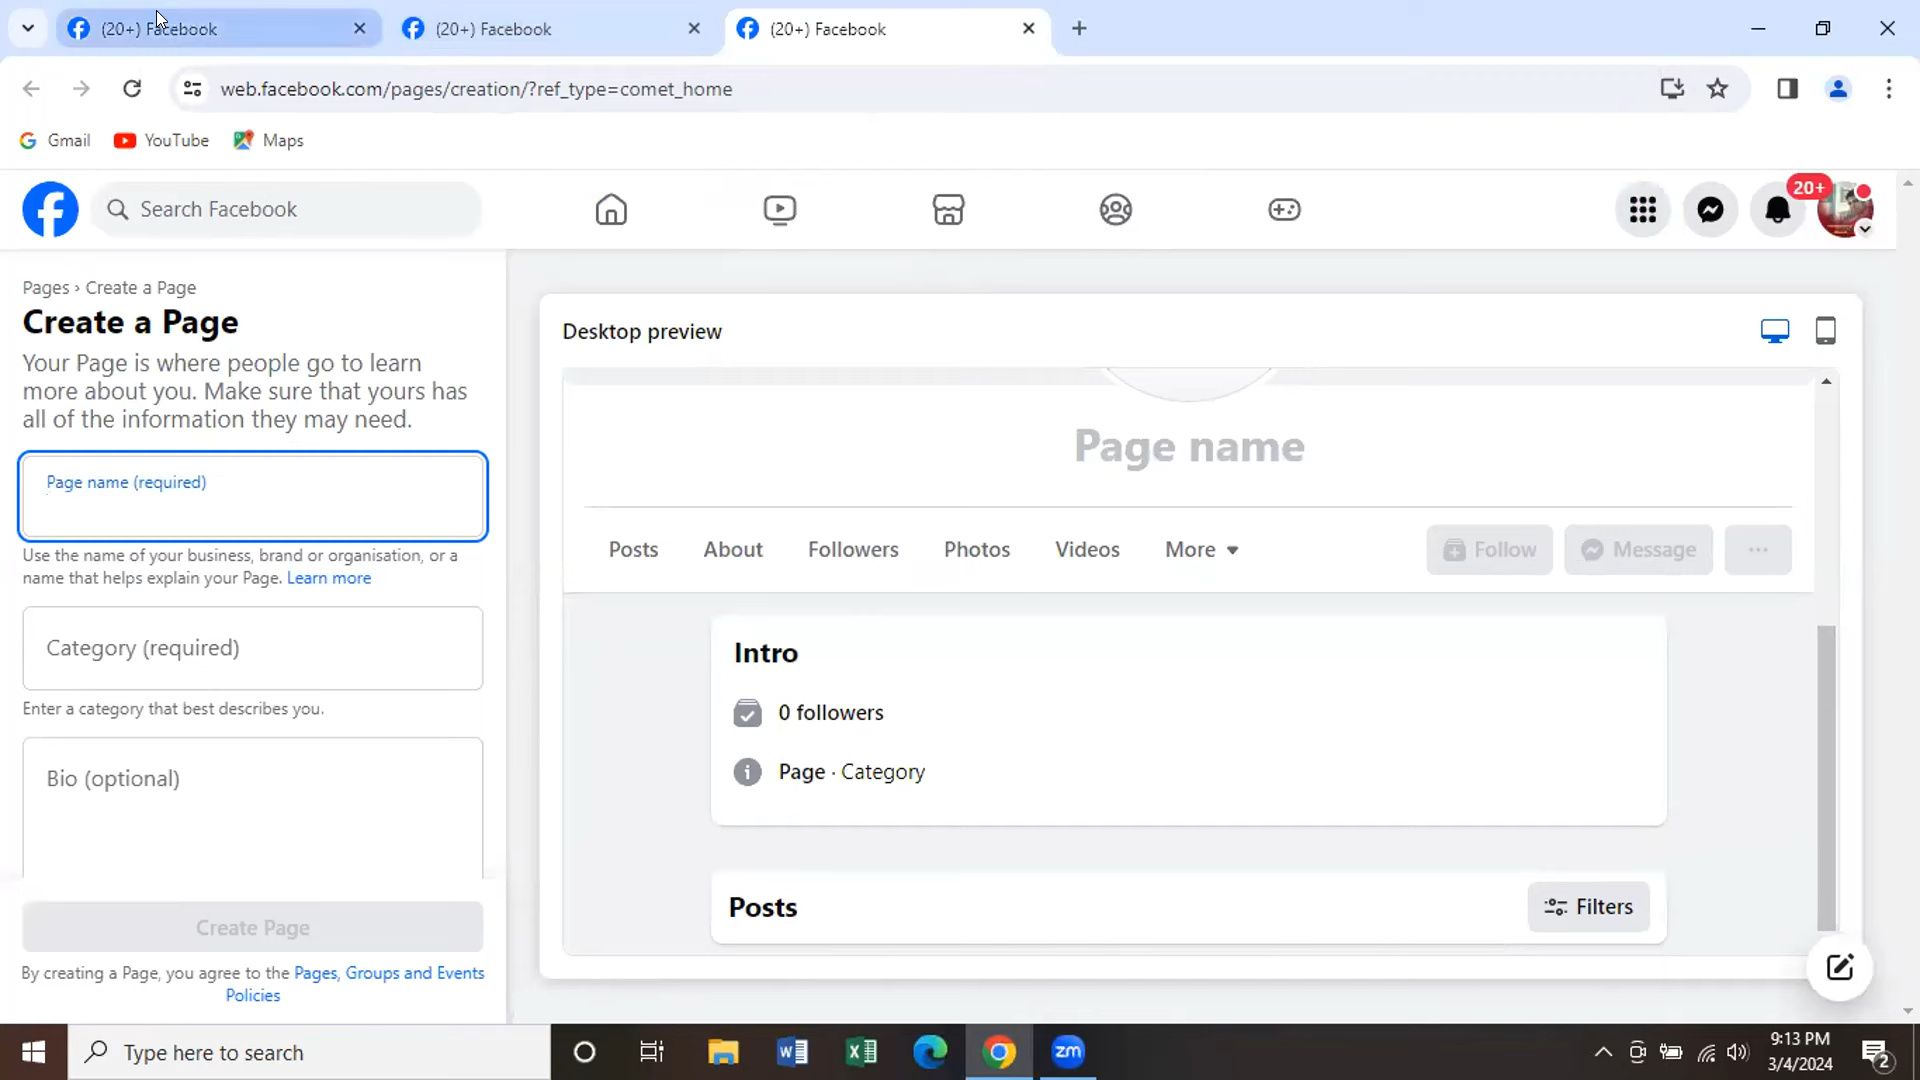 (20+) Facebook
(20+) Facebook
(20+) Facebook
web.facebook.com/pages/creation/?ref_type=comet_home
Gmail
YouTube
Maps
Search Facebook
20+
Pages › Create a Page
Create a Page
Your Page is where people go to learn
more about you. Make sure that yours has
all of the information they may need.
Page name (required)
Use the name of your business, brand or organisation, or a
name that helps explain your Page. Learn more
Category (required)
Enter a category that best describes you.
Bio (optional)
Create Page
By creating a Page, you agree to the Pages, Groups and Events
Policies
Desktop preview
Page name
Posts
About
Followers
Photos
Videos
More
Follow
Message
Intro
0 followers
Page · Category
Posts
Filters
Type here to search
zm
9:13 PM
3/4/2024
2